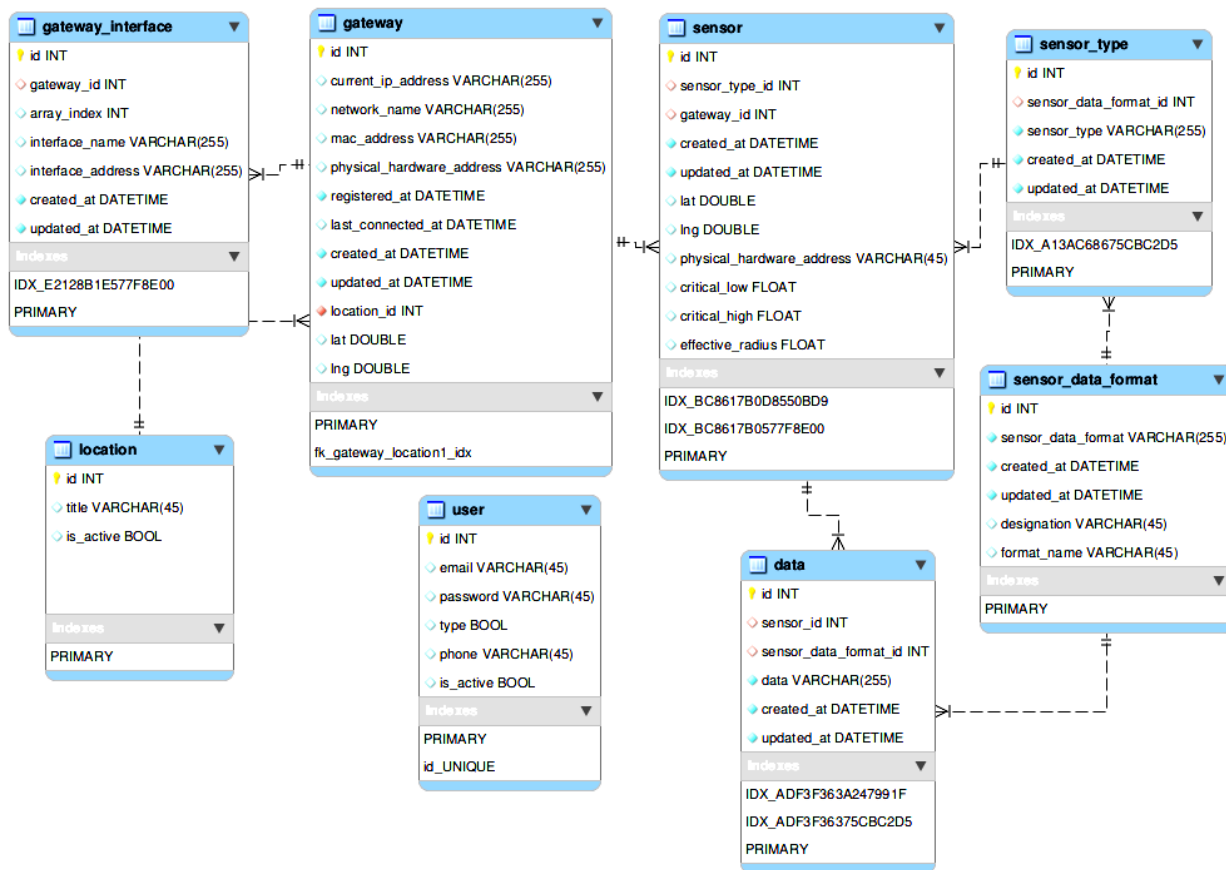 gateway_interface
id INT
gateway_id INT
array_index INT
interface_name VARCHAR(255)
interface_address VARCHAR(255)
created_at DATETIME
updated_at DATETIME
Indexes
IDX_E2128B1E577F8E00
PRIMARY
gateway
id INT
current_ip_address VARCHAR(255)
network_name VARCHAR(255)
mac_address VARCHAR(255)
physical_hardware_address VARCHAR(255)
registered_at DATETIME
last_connected_at DATETIME
created_at DATETIME
updated_at DATETIME
location_id INT
lat DOUBLE
lng DOUBLE
Indexes
PRIMARY
fk_gateway_location1_idx
sensor
id INT
sensor_type_id INT
gateway_id INT
created_at DATETIME
updated_at DATETIME
lat DOUBLE
lng DOUBLE
physical_hardware_address VARCHAR(45)
critical_low FLOAT
critical_high FLOAT
effective_radius FLOAT
Indexes
IDX_BC8617B0D8550BD9
IDX_BC8617B0577F8E00
PRIMARY
sensor_type
id INT
sensor_data_format_id INT
sensor_type VARCHAR(255)
created_at DATETIME
updated_at DATETIME
Indexes
IDX_A13AC68675CBC2D5
PRIMARY
location
id INT
title VARCHAR(45)
is_active BOOL
Indexes
PRIMARY
user
id INT
email VARCHAR(45)
password VARCHAR(45)
type BOOL
phone VARCHAR(45)
is_active BOOL
Indexes
PRIMARY
id_UNIQUE
data
id INT
sensor_id INT
sensor_data_format_id INT
data VARCHAR(255)
created_at DATETIME
updated_at DATETIME
Indexes
IDX_ADF3F363A247991F
IDX_ADF3F36375CBC2D5
PRIMARY
sensor_data_format
id INT
sensor_data_format VARCHAR(255)
created_at DATETIME
updated_at DATETIME
designation VARCHAR(45)
format_name VARCHAR(45)
Indexes
PRIMARY